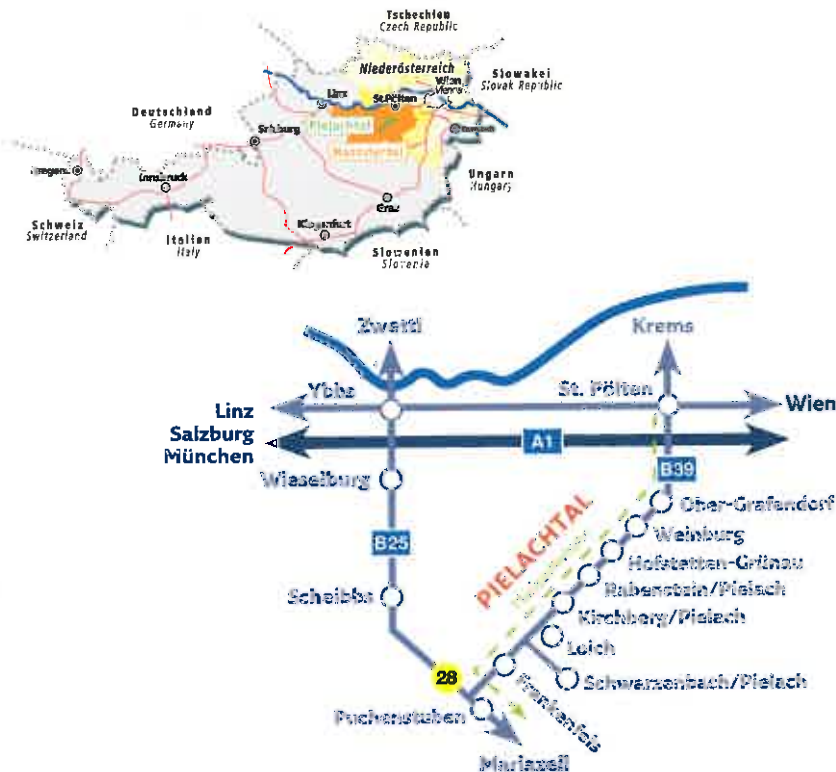 Tschechien
Czech Republic
Niederösterreich
Slowakei
Slovak Republic
Wien
Vienna
Linz
St.Pölten
Deutschland
Germany
Pielachtal
Salzburg
Mostviertel
Innsbruck
Ungarn
Hungary
Graz
Schweiz
Switzerland
Klagenfurt
Italien
Italy
Slowenien
Slovenia
Zwettl
Krems
Ybbs
St. Pölten
Linz
Salzburg
München
Wien
A1
Wieselburg
B39
Ober-Grafendorf
Weinburg
B25
PIELACHTAL
Hofstetten-Grünau
Rabenstein/Pielach
Scheibbs
Kirchberg/Pielach
Loich
28
Schwarzenbach/Pielach
Frankenfels
Puchenstuben
Mariazell